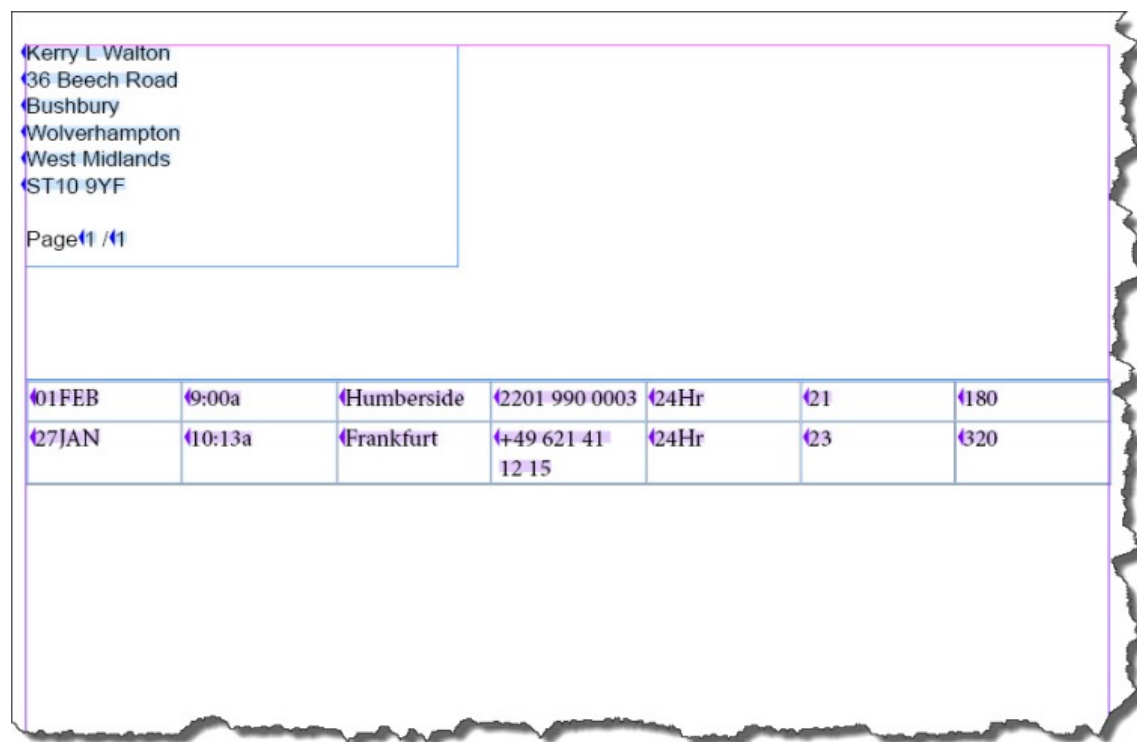 Kerry L Walton
36 Beech Road
Bushbury
Wolverhampton
West Midlands
ST10 9YF
Page 1 / 1
01FEB 9:00a Humberside 2201 990 0003 24Hr 21 180
27JAN 10:13a Frankfurt +49 621 41 24Hr 23 320
12 15